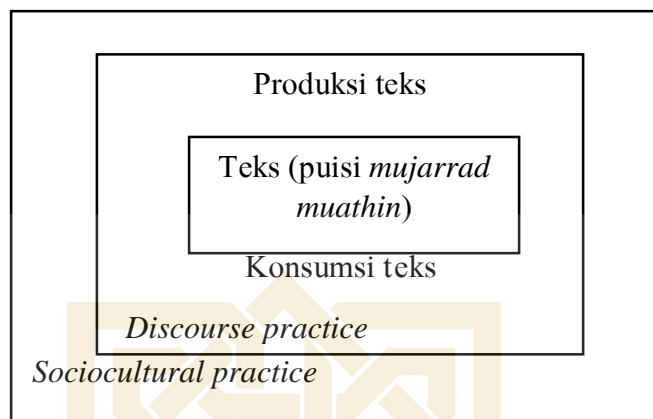 Produksi teks
Teks (puisi mujarrad
muathin)
Konsumsi teks
Discourse practice
Sociocultural practice